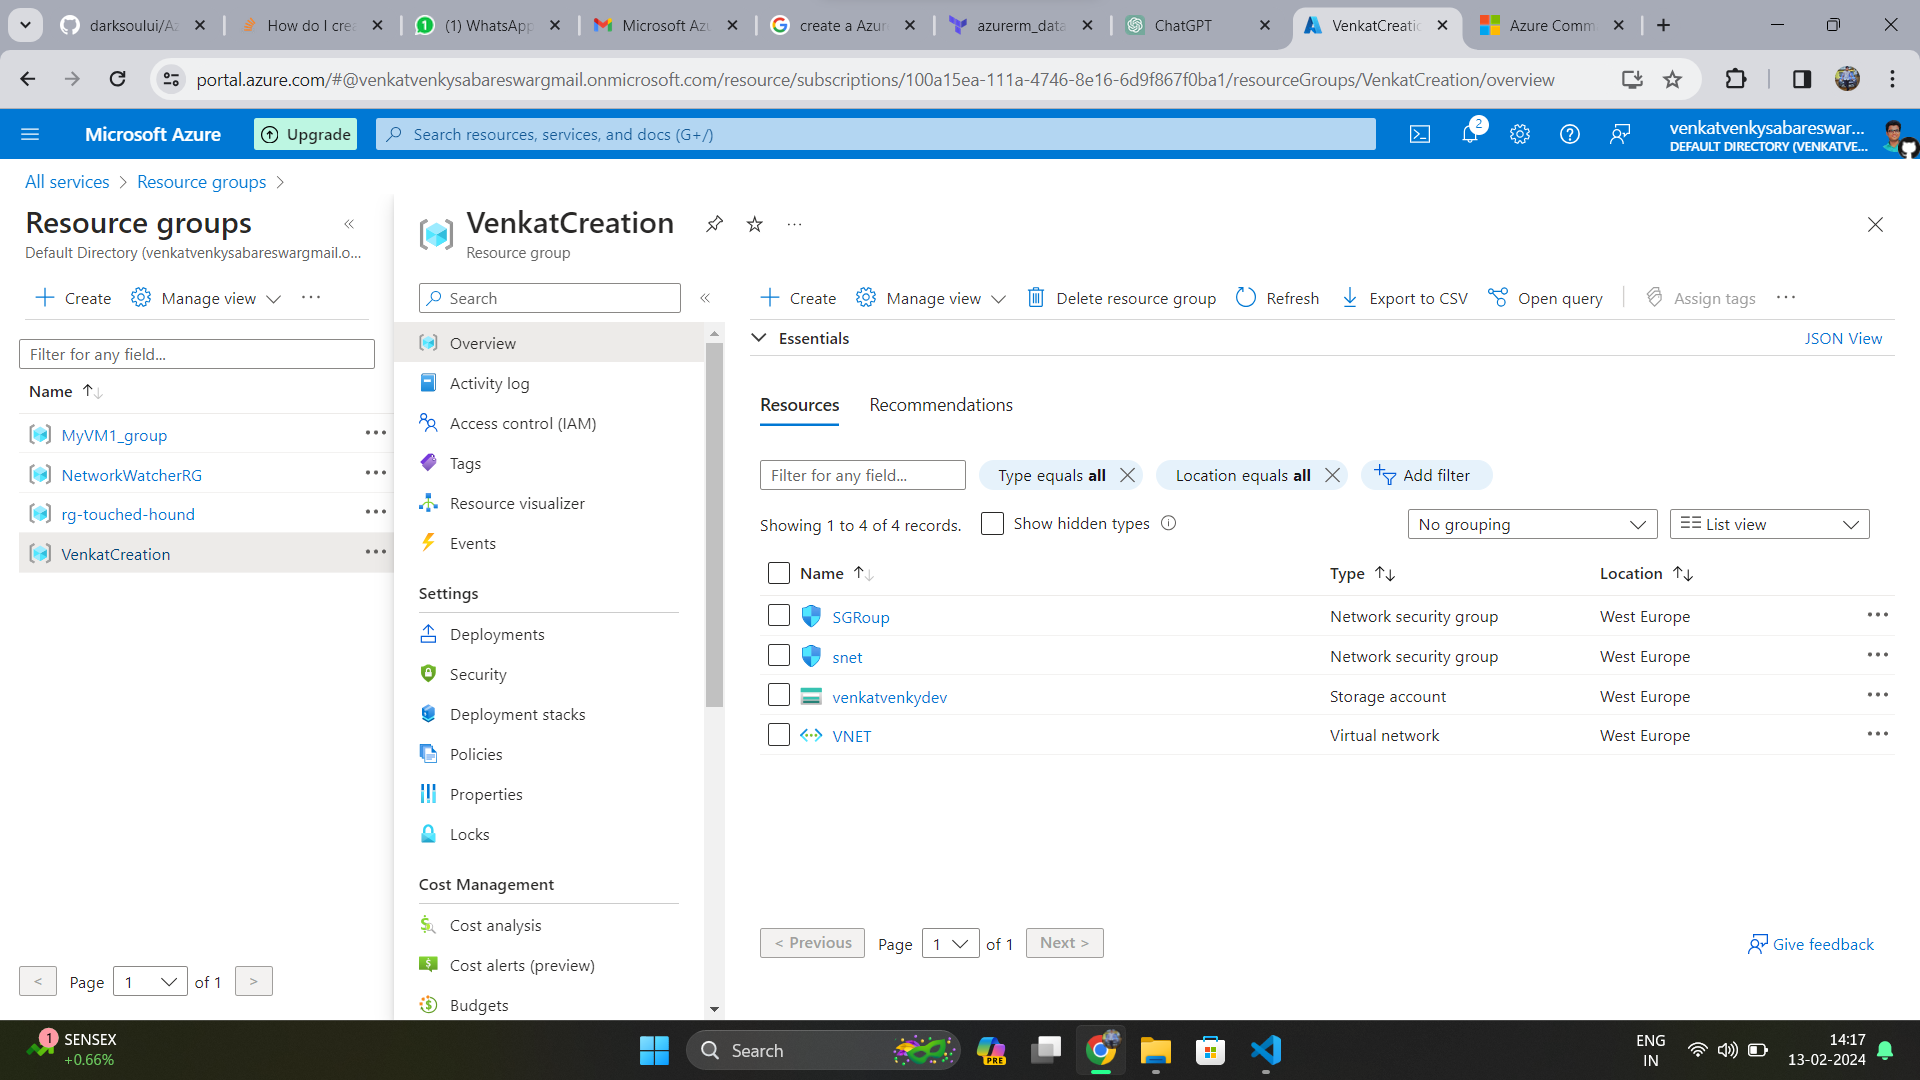 darksoului/Az
How do I crea
(1) WhatsApp
Microsoft Azu
create a Azure
azurerm_data
ChatGPT
VenkatCreatic
Azure Comm
portal.azure.com/#@venkatvenkysabareswargmail.onmicrosoft.com/resource/subscriptions/100a15ea-111a-4746-8e16-6d9f867f0ba1/resourceGroups/VenkatCreation/overview
Microsoft Azure
Upgrade
Search resources, services, and docs (G+/)
2
venkatvenkysabareswar...
DEFAULT DIRECTORY (VENKATVE...
All services > Resource groups >
Resource groups
Default Directory (venkatvenkysabareswargmail.o...
Create
Manage view
Filter for any field...
Name
MyVM1_group
NetworkWatcherRG
rg-touched-hound
VenkatCreation
< Page 1 of 1 >
VenkatCreation
Resource group
Search
Overview
Activity log
Access control (IAM)
Tags
Resource visualizer
Events
Settings
Deployments
Security
Deployment stacks
Policies
Properties
Locks
Cost Management
Cost analysis
Cost alerts (preview)
Budgets
Create
Manage view
Delete resource group
Refresh
Export to CSV
Open query
Assign tags
Essentials
JSON View
Resources
Recommendations
Filter for any field...
Type equals all
Location equals all
Add filter
Showing 1 to 4 of 4 records.
Show hidden types
No grouping
List view
Name Type Location
SGRoup Network security group West Europe
snet Network security group West Europe
venkatvenkydev Storage account West Europe
VNET Virtual network West Europe
< Previous Page 1 of 1 Next >
Give feedback
1
SENSEX
+0.66%
Search
PRE
ENG
IN
14:17
13-02-2024